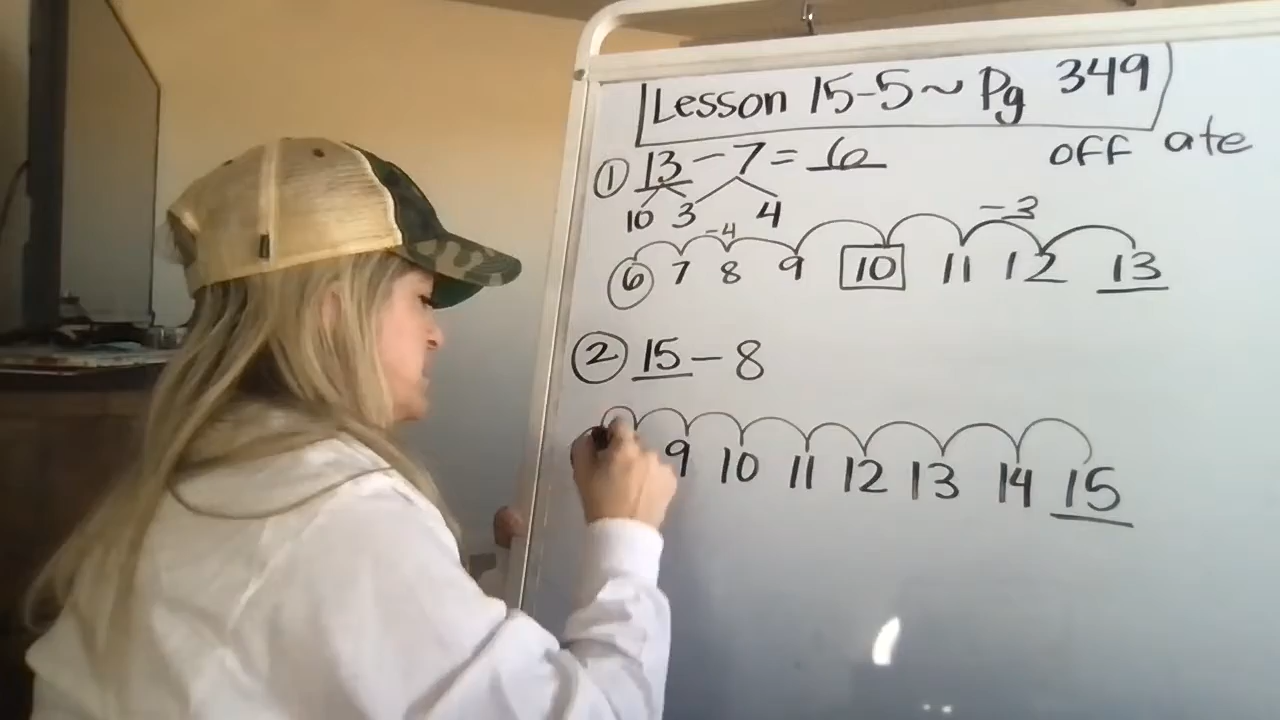 Lesson 15-5~ Pg 349
off ate
① 13 - 7 = 6
10 3 4
-4 -3
6 7 8 9 10 11 12 13
② 15 - 8
9 10 11 12 13 14 15